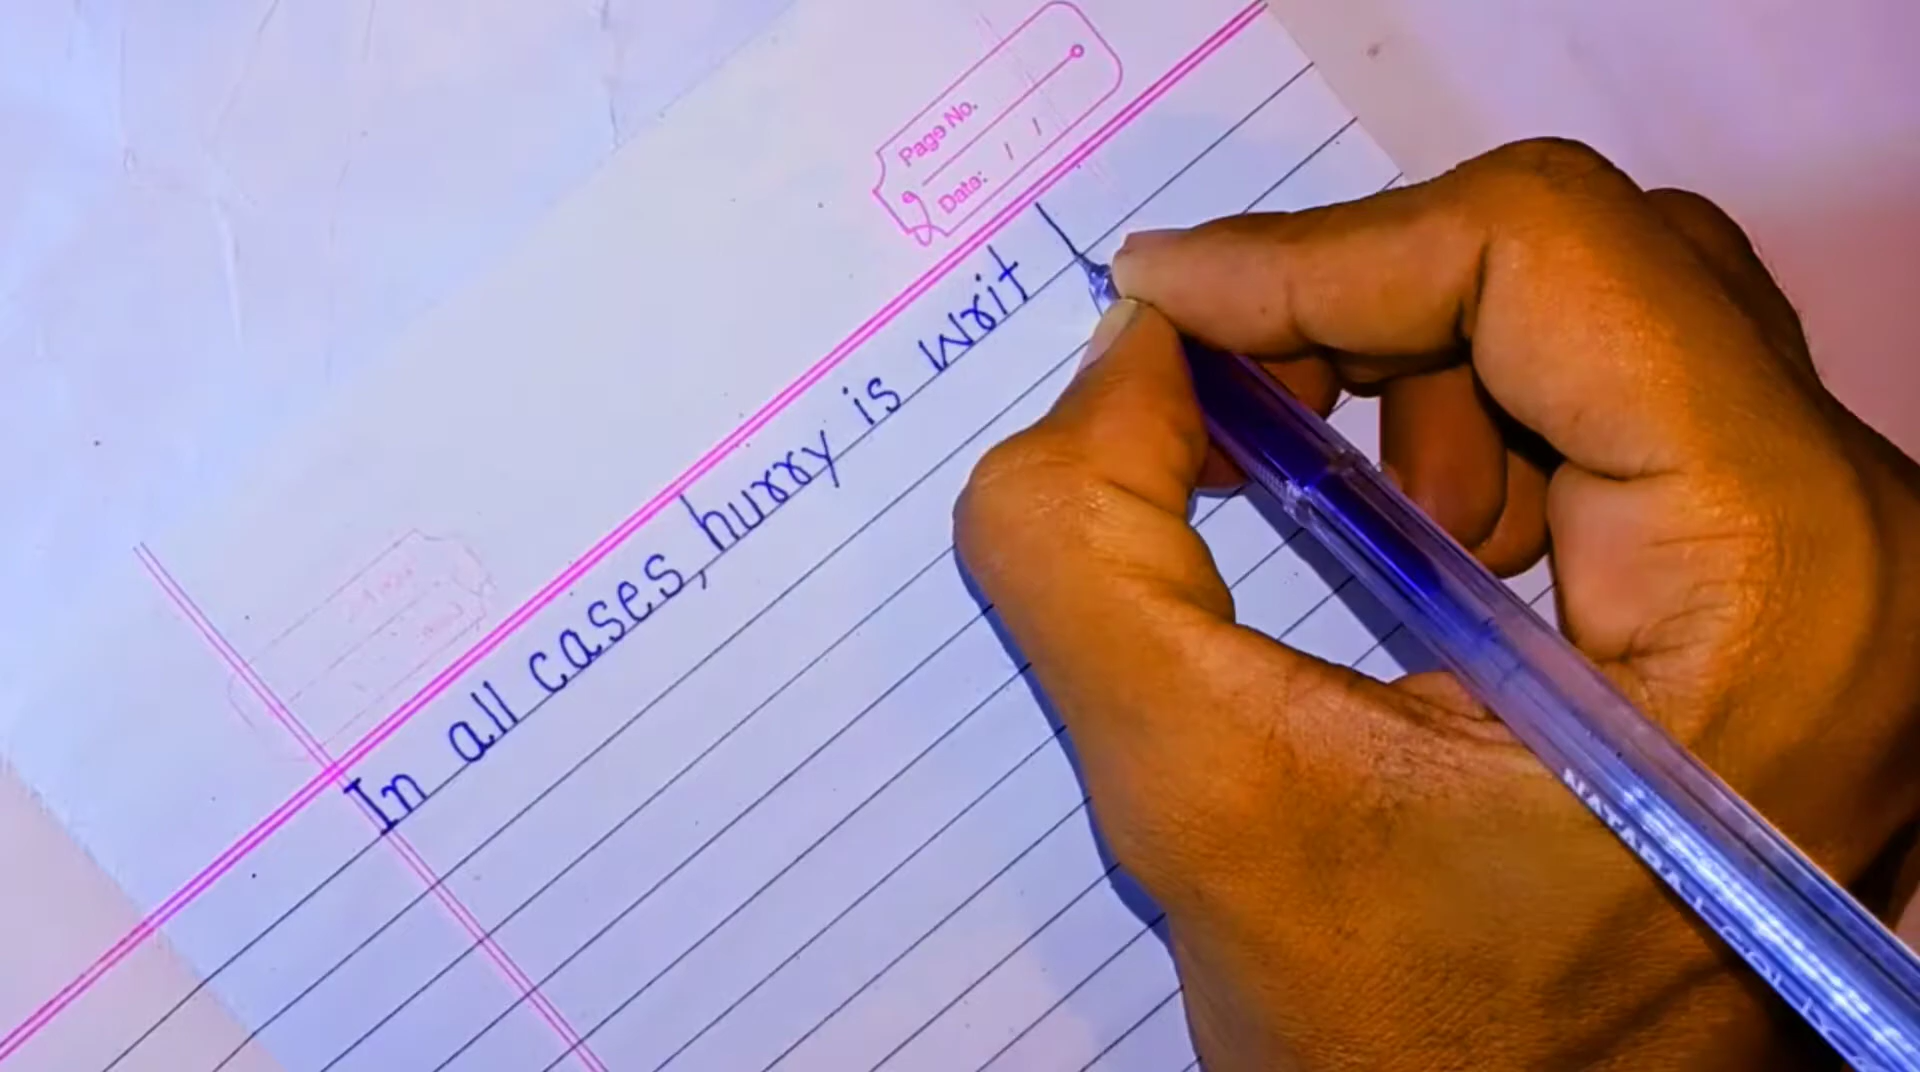 Page No.
Date: / /
In all cases, hurry is writ